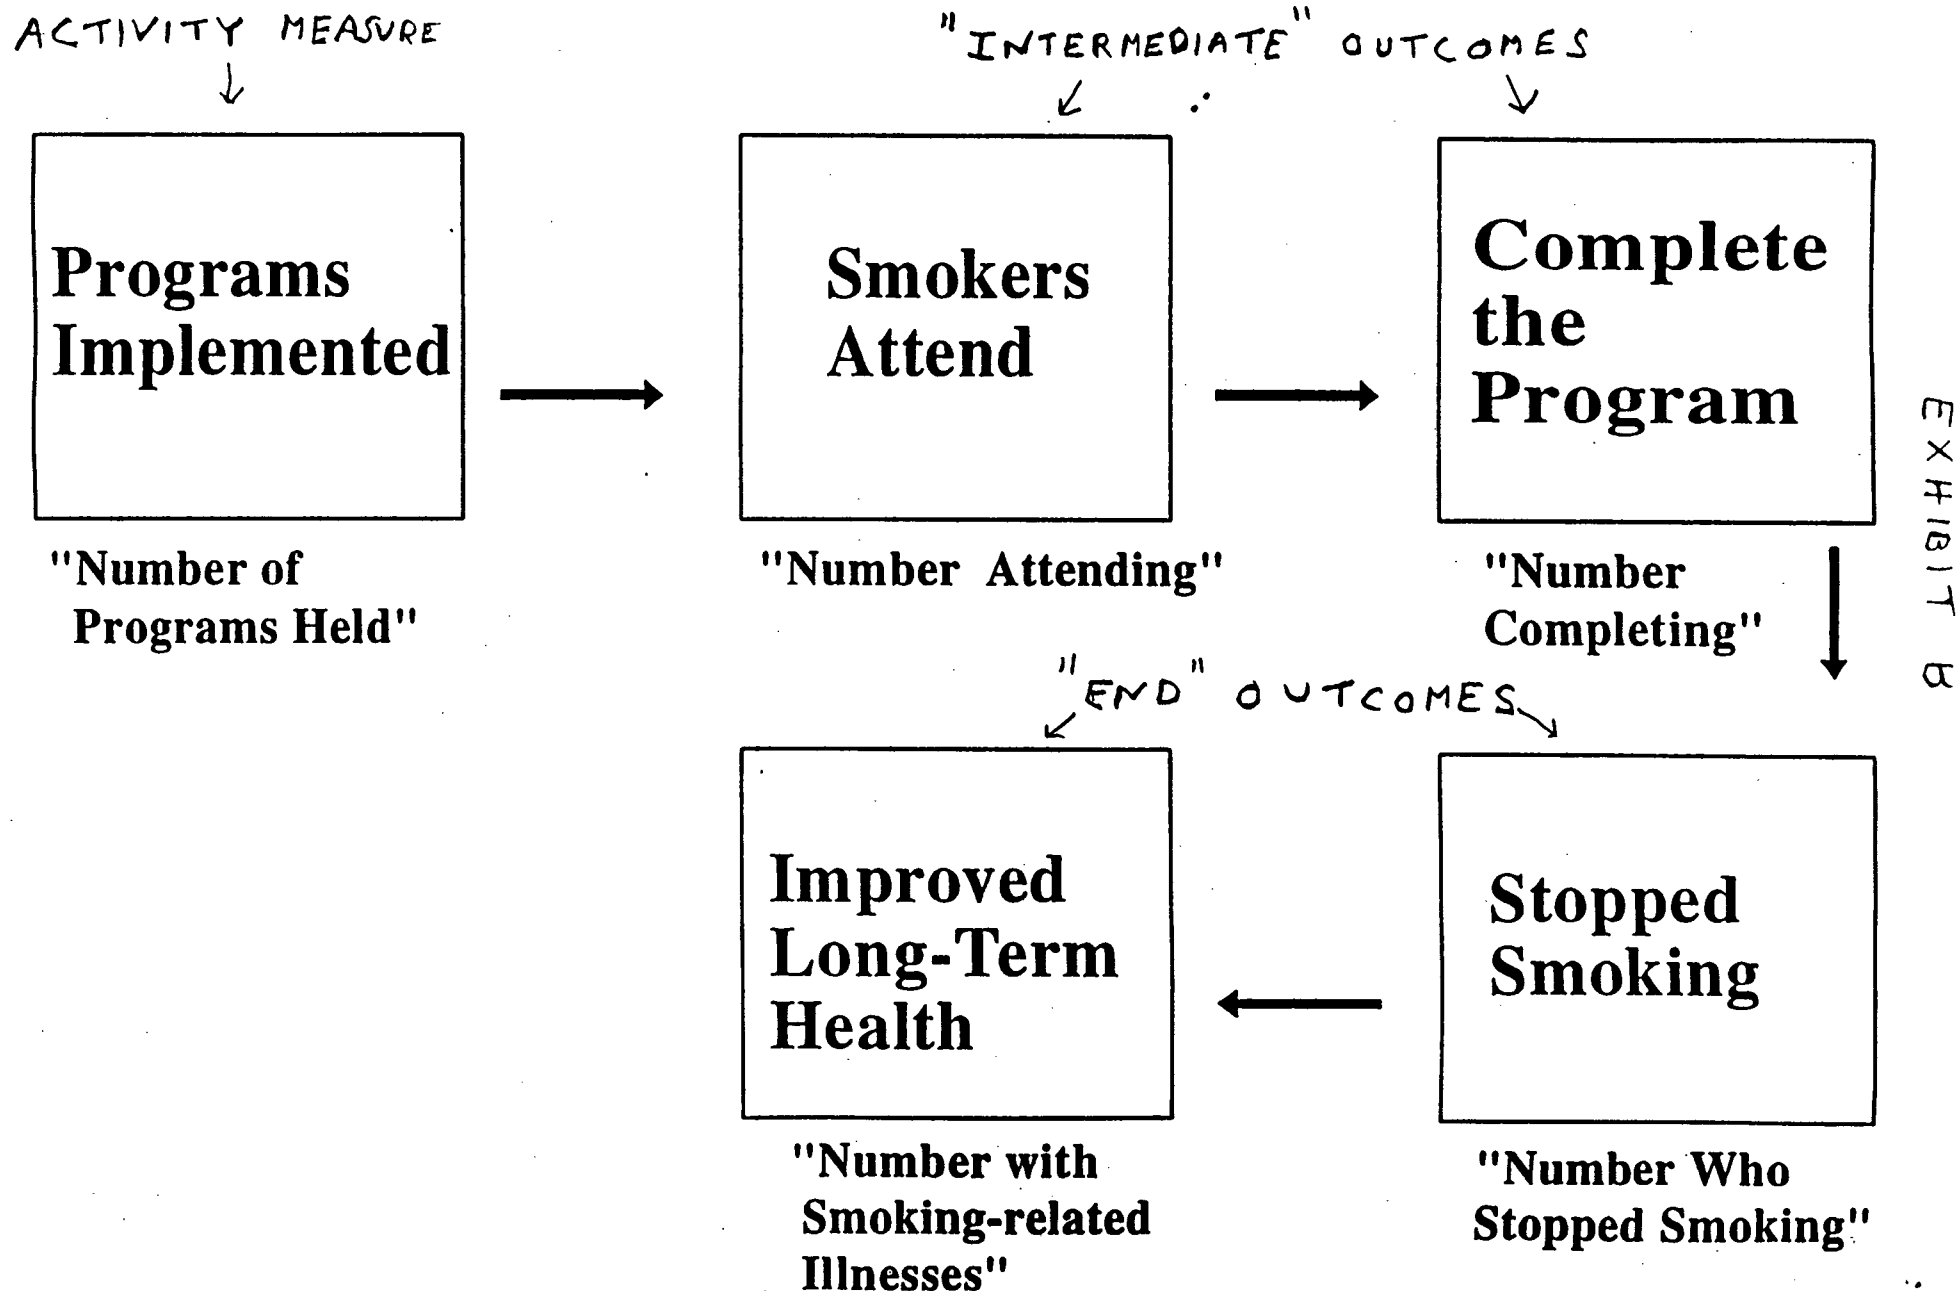 ACTIVITY MEASURE
"INTERMEDIATE" OUTCOMES
Programs
Implemented
"Number of
Programs Held"
Smokers
Attend
"Number Attending"
Complete
the
Program
"Number
Completing"
EXHIBIT B
"END" OUTCOMES
Stopped
Smoking
"Number Who
Stopped Smoking"
Improved
Long-Term
Health
"Number with
Smoking-related
Illnesses"